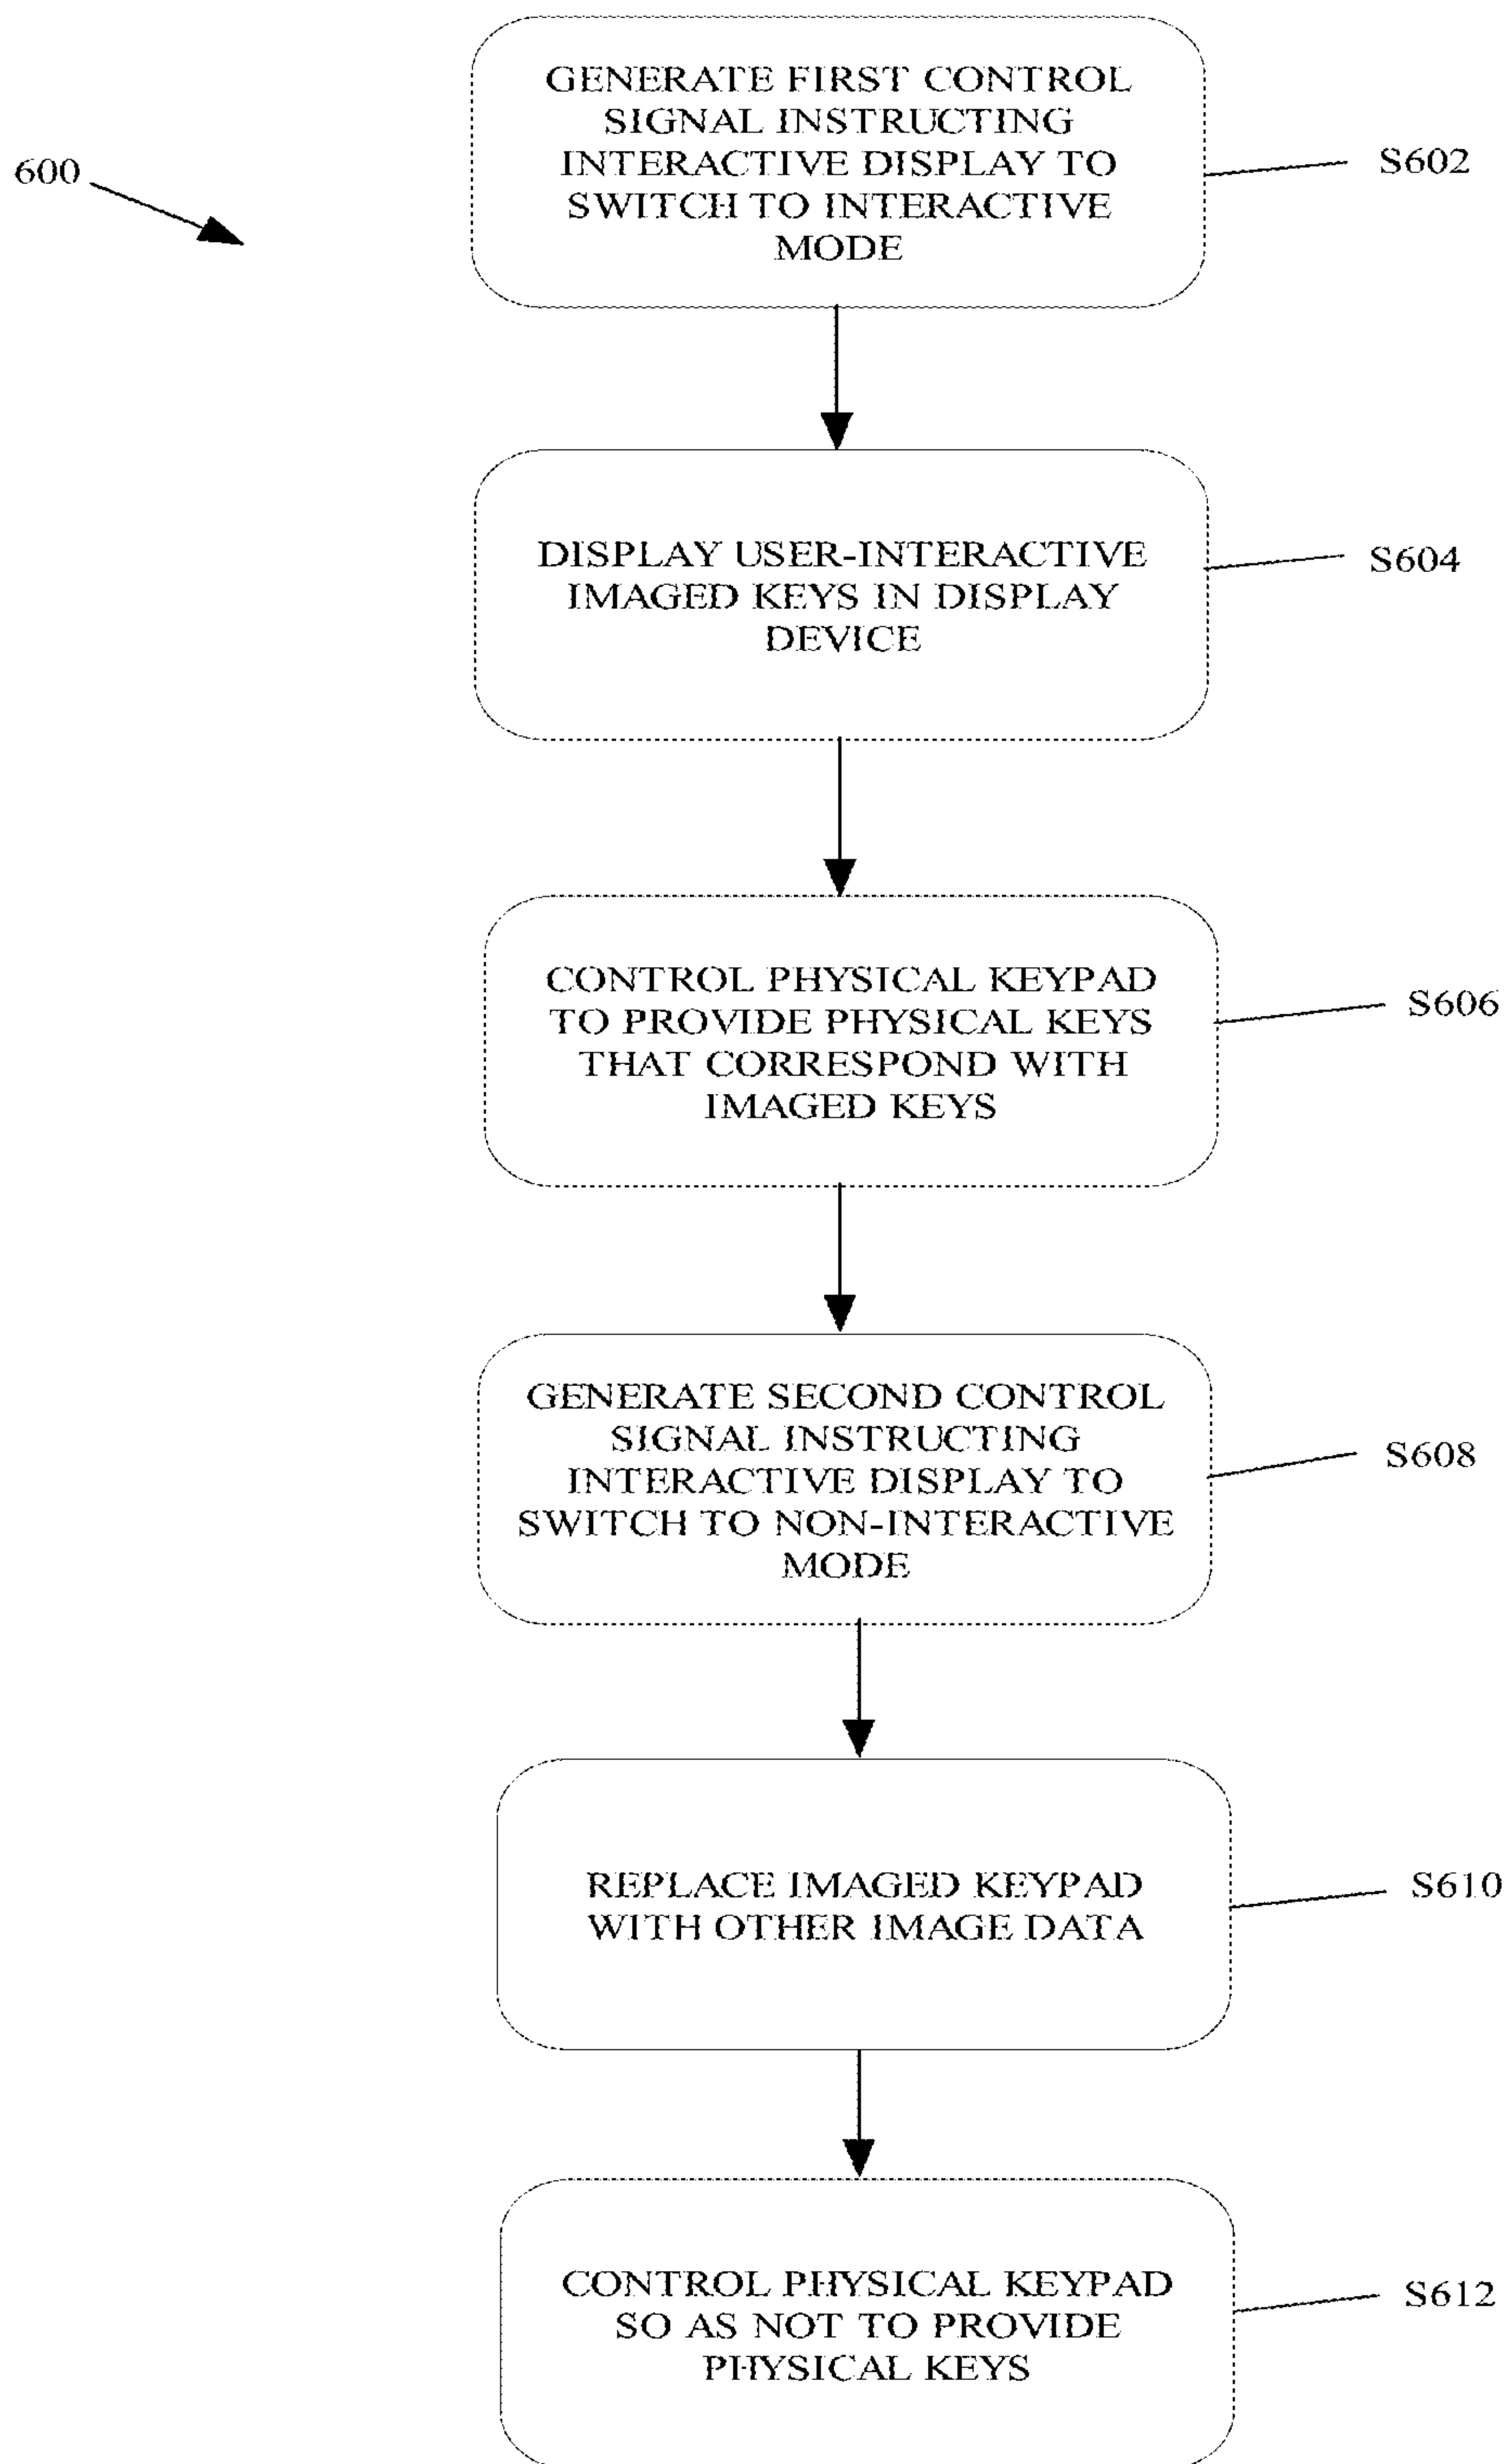 GENERATE FIRST CONTROL
SIGNAL INSTRUCTING
INTERACTIVE DISPLAY TO
SWITCH TO INTERACTIVE
MODE
S602
600
DISPLAY USER-INTERACTIVE
IMAGED KEYS IN DISPLAY
DEVICE
S604
CONTROL PHYSICAL KEYPAD
TO PROVIDE PHYSICAL KEYS
THAT CORRESPOND WITH
IMAGED KEYS
S606
GENERATE SECOND CONTROL
SIGNAL INSTRUCTING
INTERACTIVE DISPLAY TO
SWITCH TO NON-INTERACTIVE
MODE
S608
REPLACE IMAGED KEYPAD
WITH OTHER IMAGE DATA
S610
CONTROL PHYSICAL KEYPAD
SO AS NOT TO PROVIDE
PHYSICAL KEYS
S612